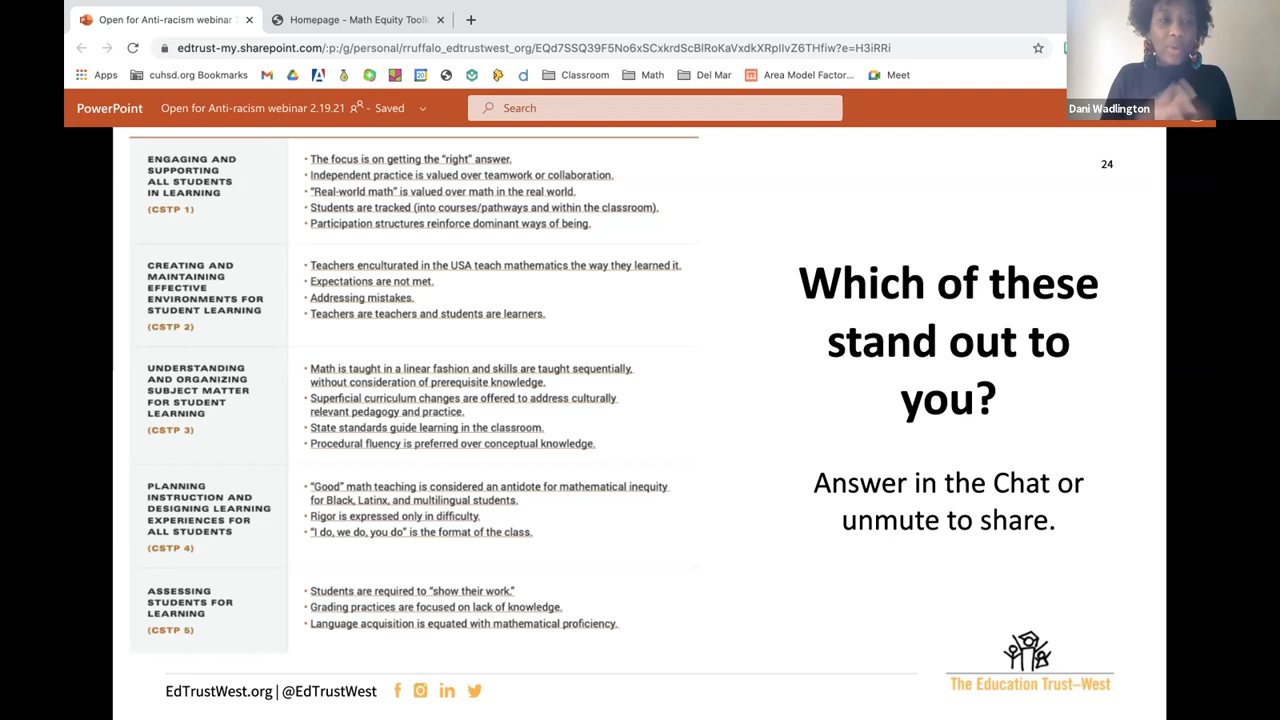 Open for Anti-racism webinar 2
Homepage - Math Equity Toolk
edtrust-my.sharepoint.com/:p:/g/personal/rruffalo_edtrustwest_org/EQd7SSQ39F5No6xSCxkrdScBlRoKaVxdkXRpIlvZ6THfiw?e=H3iRRi
Apps
cuhsd.org Bookmarks
Classroom
Math
Del Mar
Area Model Factor...
Meet
Dani Wadlington
PowerPoint
Open for Anti-racism webinar 2.19.21
- Saved
Search
24
ENGAGING AND
SUPPORTING
ALL STUDENTS
IN LEARNING
(CSTP 1)
• The focus is on getting the “right” answer.
• Independent practice is valued over teamwork or collaboration.
• “Real-world math” is valued over math in the real world.
• Students are tracked (into courses/pathways and within the classroom).
• Participation structures reinforce dominant ways of being.
CREATING AND
MAINTAINING
EFFECTIVE
ENVIRONMENTS FOR
STUDENT LEARNING
(CSTP 2)
• Teachers enculturated in the USA teach mathematics the way they learned it.
• Expectations are not met.
• Addressing mistakes.
• Teachers are teachers and students are learners.
UNDERSTANDING
AND ORGANIZING
SUBJECT MATTER
FOR STUDENT
LEARNING
(CSTP 3)
• Math is taught in a linear fashion and skills are taught sequentially,
without consideration of prerequisite knowledge.
• Superficial curriculum changes are offered to address culturally
relevant pedagogy and practice.
• State standards guide learning in the classroom.
• Procedural fluency is preferred over conceptual knowledge.
PLANNING
INSTRUCTION AND
DESIGNING LEARNING
EXPERIENCES FOR
ALL STUDENTS
(CSTP 4)
• “Good” math teaching is considered an antidote for mathematical inequity
for Black, Latinx, and multilingual students.
• Rigor is expressed only in difficulty.
• “I do, we do, you do” is the format of the class.
ASSESSING
STUDENTS FOR
LEARNING
(CSTP 5)
• Students are required to “show their work.”
• Grading practices are focused on lack of knowledge.
• Language acquisition is equated with mathematical proficiency.
Which of these
stand out to
you?
Answer in the Chat or
unmute to share.
EdTrustWest.org | @EdTrustWest
The Education Trust–West